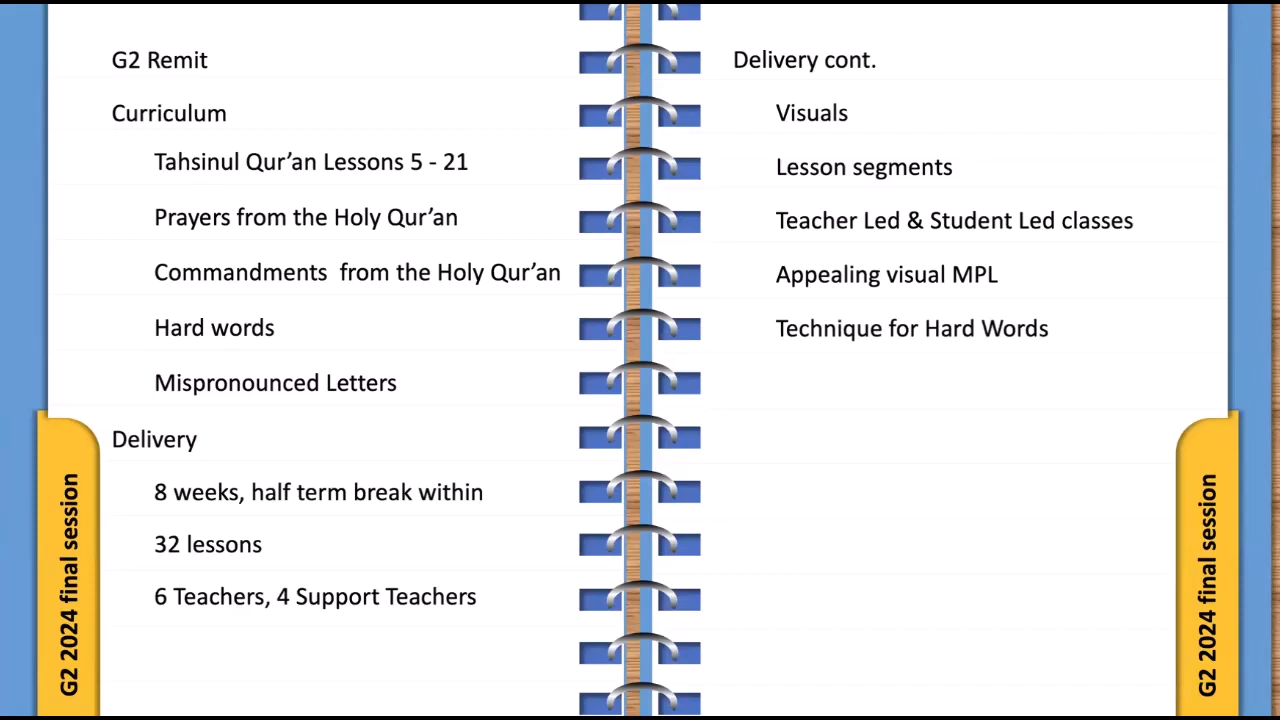 G2 Remit
Curriculum
Tahsinul Qur’an Lessons 5 - 21
Prayers from the Holy Qur’an
Commandments  from the Holy Qur’an
Hard words
Mispronounced Letters
Delivery
8 weeks, half term break within
32 lessons
6 Teachers, 4 Support Teachers
G2 2024 final session
Delivery cont.
Visuals
Lesson segments
Teacher Led & Student Led classes
Appealing visual MPL
Technique for Hard Words
G2 2024 final session